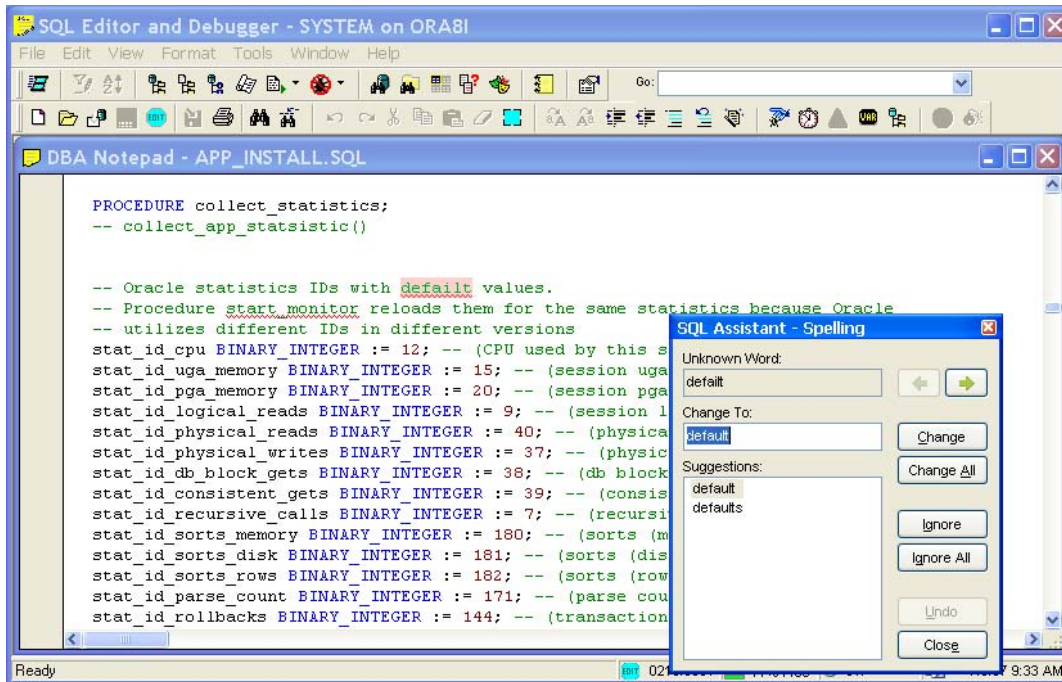 SQL Editor and Debugger - SYSTEM on ORA8I
File Edit View Format Tools Window Help
Go:
EDIT VAR
DBA Notepad - APP_INSTALL.SQL
PROCEDURE collect_statistics;
-- collect_app_statsistic()
-- Oracle statistics IDs with defailt values.
-- Procedure start_monitor reloads them for the same statistics because Oracle
-- utilizes different IDs in different versions
stat_id_cpu BINARY_INTEGER := 12; -- (CPU used by this s
stat_id_uga_memory BINARY_INTEGER := 15; -- (session uga
stat_id_pga_memory BINARY_INTEGER := 20; -- (session pga
stat_id_logical_reads BINARY_INTEGER := 9; -- (session l
stat_id_physical_reads BINARY_INTEGER := 40; -- (physica
stat_id_physical_writes BINARY_INTEGER := 37; -- (physic
stat_id_db_block_gets BINARY_INTEGER := 38; -- (db block
stat_id_consistent_gets BINARY_INTEGER := 39; -- (consis
stat_id_recursive_calls BINARY_INTEGER := 7; -- (recursi
stat_id_sorts_memory BINARY_INTEGER := 180; -- (sorts (m
stat_id_sorts_disk BINARY_INTEGER := 181; -- (sorts (dis
stat_id_sorts_rows BINARY_INTEGER := 182; -- (sorts (row
stat_id_parse_count BINARY_INTEGER := 171; -- (parse cou
stat_id_rollbacks BINARY_INTEGER := 144; -- (transaction
SQL Assistant - Spelling
Unknown Word:
defailt
Change To:
default
Change
Suggestions:
Change All
default
defaults
Ignore
Ignore All
Undo
Close
Ready
EDIT
9:33 AM